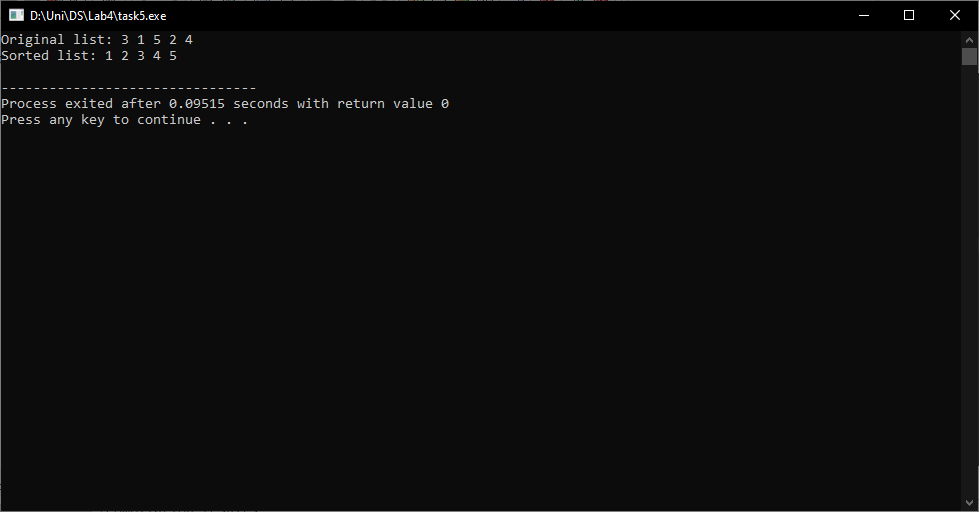 D:\Uni\DS\Lab4\task5.exe
Original list: 3 1 5 2 4
Sorted list: 1 2 3 4 5
--------------------------------
Process exited after 0.09515 seconds with return value 0
Press any key to continue . . .